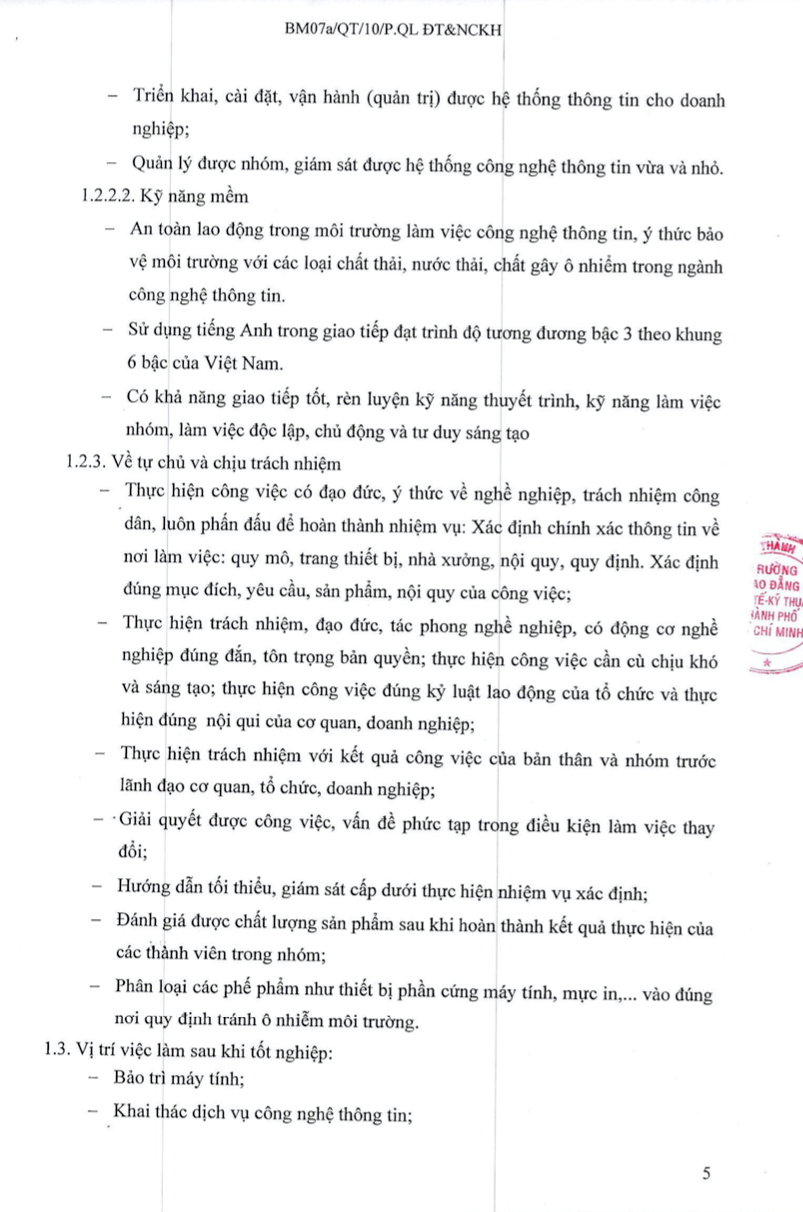 BM07a/QT/10/P.QL ĐT&NCKH
− Triển khai, cài đặt, vận hành (quản trị) được hệ thống thông tin cho doanh
nghiệp;
− Quản lý được nhóm, giám sát được hệ thống công nghệ thông tin vừa và nhỏ.
1.2.2.2. Kỹ năng mềm
− An toàn lao động trong môi trường làm việc công nghệ thông tin, ý thức bảo
vệ môi trường với các loại chất thải, nước thải, chất gây ô nhiễm trong ngành
công nghệ thông tin.
− Sử dụng tiếng Anh trong giao tiếp đạt trình độ tương đương bậc 3 theo khung
6 bậc của Việt Nam.
− Có khả năng giao tiếp tốt, rèn luyện kỹ năng thuyết trình, kỹ năng làm việc
nhóm, làm việc độc lập, chủ động và tư duy sáng tạo
1.2.3. Về tự chủ và chịu trách nhiệm
− Thực hiện công việc có đạo đức, ý thức về nghề nghiệp, trách nhiệm công
dân, luôn phấn đấu để hoàn thành nhiệm vụ: Xác định chính xác thông tin về
nơi làm việc: quy mô, trang thiết bị, nhà xưởng, nội quy, quy định. Xác định
đúng mục đích, yêu cầu, sản phẩm, nội quy của công việc;
− Thực hiện trách nhiệm, đạo đức, tác phong nghề nghiệp, có động cơ nghề
nghiệp đúng đắn, tôn trọng bản quyền; thực hiện công việc cần cù chịu khó
và sáng tạo; thực hiện công việc đúng kỷ luật lao động của tổ chức và thực
hiện đúng nội qui của cơ quan, doanh nghiệp;
− Thực hiện trách nhiệm với kết quả công việc của bản thân và nhóm trước
lãnh đạo cơ quan, tổ chức, doanh nghiệp;
− Giải quyết được công việc, vấn đề phức tạp trong điều kiện làm việc thay
đổi;
− Hướng dẫn tối thiểu, giám sát cấp dưới thực hiện nhiệm vụ xác định;
− Đánh giá được chất lượng sản phẩm sau khi hoàn thành kết quả thực hiện của
các thành viên trong nhóm;
− Phân loại các phế phẩm như thiết bị phần cứng máy tính, mực in,... vào đúng
nơi quy định tránh ô nhiễm môi trường.
1.3. Vị trí việc làm sau khi tốt nghiệp:
− Bảo trì máy tính;
− Khai thác dịch vụ công nghệ thông tin;
THÀNH
RƯỜNG
AO ĐẲNG
TẾ-KỸ THU
HÀNH PHỐ
CHÍ MINH
5